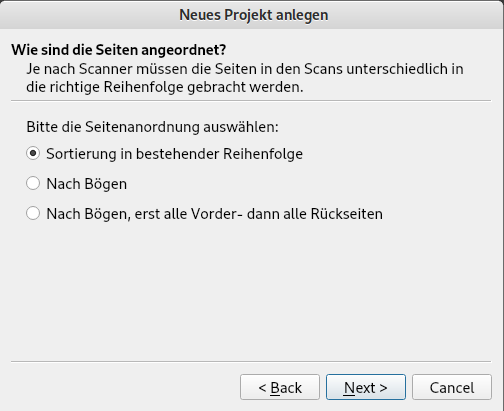 Neues Projekt anlegen
Wie sind die Seiten angeordnet?
Je nach Scanner müssen die Seiten in den Scans unterschiedlich in
die richtige Reihenfolge gebracht werden.
Bitte die Seitenanordnung auswählen:
Sortierung in bestehender Reihenfolge
Nach Bögen
Nach Bögen, erst alle Vorder- dann alle Rückseiten
< Back Next > Cancel